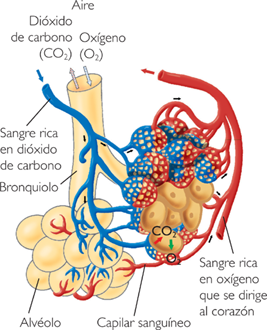 Aire
Dióxido
de carbono
(CO₂)
Oxígeno
(O₂)
Sangre rica
en dióxido
de carbono
Bronquiolo
CO₂
O₂
Sangre rica
en oxígeno
que se dirige
al corazón
Alvéolo
Capilar sanguíneo